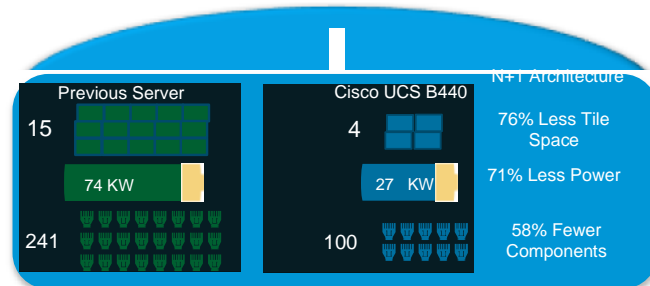 N+1 Architecture
Previous Server
Cisco UCS B440
15
4
76% Less Tile
Space
74 KW
27 KW
71% Less Power
241
100
58% Fewer
Components